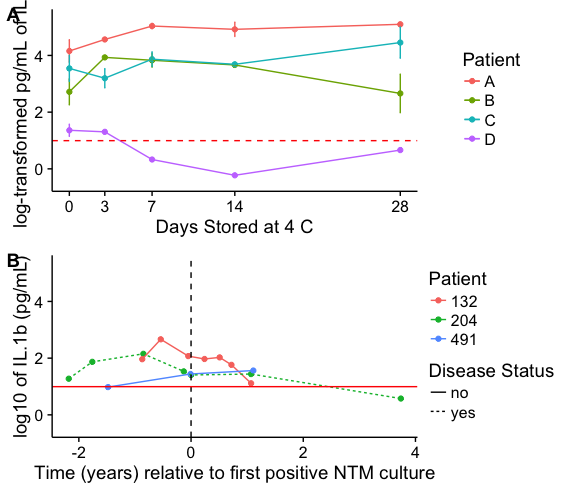 A
log-transformed pg/mL of IL
4
2
0
0 3 7 14 28
Days Stored at 4 C
Patient
A
B
C
D
B
log10 of IL.1b (pg/mL)
4
2
0
-2 0 2 4
Time (years) relative to first positive NTM culture
Patient
132
204
491
Disease Status
no
yes